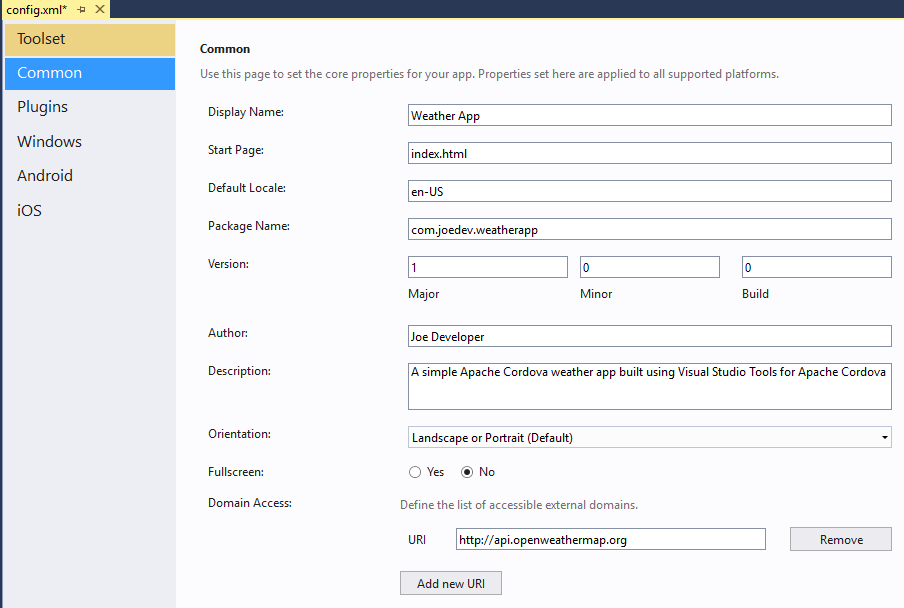 config.xml*
Toolset
Common
Plugins
Windows
Android
iOS
Common
Use this page to set the core properties for your app. Properties set here are applied to all supported platforms.
Display Name: Weather App
Start Page: index.html
Default Locale: en-US
Package Name: com.joedev.weatherapp
Version: 1 0 0
Major Minor Build
Author: Joe Developer
Description: A simple Apache Cordova weather app built using Visual Studio Tools for Apache Cordova
Orientation: Landscape or Portrait (Default)
Fullscreen: Yes No
Domain Access: Define the list of accessible external domains.
URI http://api.openweathermap.org Remove
Add new URI